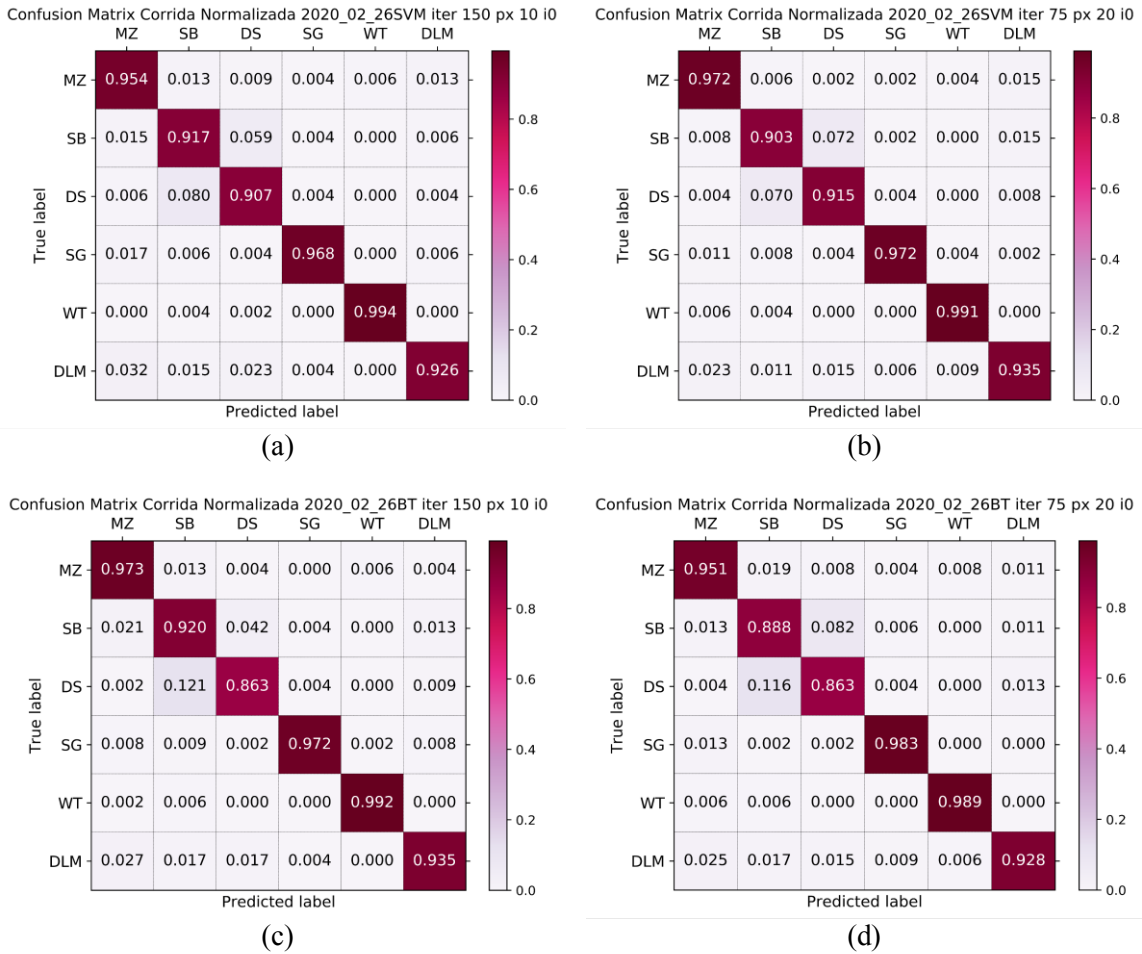 Confusion Matrix Corrida Normalizada 2020_02_26SVM iter 150 px 10 i0
MZ SB DS SG WT DLM
MZ 0.954 0.013 0.009 0.004 0.006 0.013
SB 0.015 0.917 0.059 0.004 0.000 0.006
DS 0.006 0.080 0.907 0.004 0.000 0.004
SG 0.017 0.006 0.004 0.968 0.000 0.006
WT 0.000 0.004 0.002 0.000 0.994 0.000
DLM 0.032 0.015 0.023 0.004 0.000 0.926
True label
Predicted label
0.8
0.6
0.4
0.2
0.0
(a)
Confusion Matrix Corrida Normalizada 2020_02_26SVM iter 75 px 20 i0
MZ SB DS SG WT DLM
MZ 0.972 0.006 0.002 0.002 0.004 0.015
SB 0.008 0.903 0.072 0.002 0.000 0.015
DS 0.004 0.070 0.915 0.004 0.000 0.008
SG 0.011 0.008 0.004 0.972 0.004 0.002
WT 0.006 0.004 0.000 0.000 0.991 0.000
DLM 0.023 0.011 0.015 0.006 0.009 0.935
True label
Predicted label
0.8
0.6
0.4
0.2
0.0
(b)
Confusion Matrix Corrida Normalizada 2020_02_26BT iter 150 px 10 i0
MZ SB DS SG WT DLM
MZ 0.973 0.013 0.004 0.000 0.006 0.004
SB 0.021 0.920 0.042 0.004 0.000 0.013
DS 0.002 0.121 0.863 0.004 0.000 0.009
SG 0.008 0.009 0.002 0.972 0.002 0.008
WT 0.002 0.006 0.000 0.000 0.992 0.000
DLM 0.027 0.017 0.017 0.004 0.000 0.935
True label
Predicted label
0.8
0.6
0.4
0.2
0.0
(c)
Confusion Matrix Corrida Normalizada 2020_02_26BT iter 75 px 20 i0
MZ SB DS SG WT DLM
MZ 0.951 0.019 0.008 0.004 0.008 0.011
SB 0.013 0.888 0.082 0.006 0.000 0.011
DS 0.004 0.116 0.863 0.004 0.000 0.013
SG 0.013 0.002 0.002 0.983 0.000 0.000
WT 0.006 0.006 0.000 0.000 0.989 0.000
DLM 0.025 0.017 0.015 0.009 0.006 0.928
True label
Predicted label
0.8
0.6
0.4
0.2
0.0
(d)